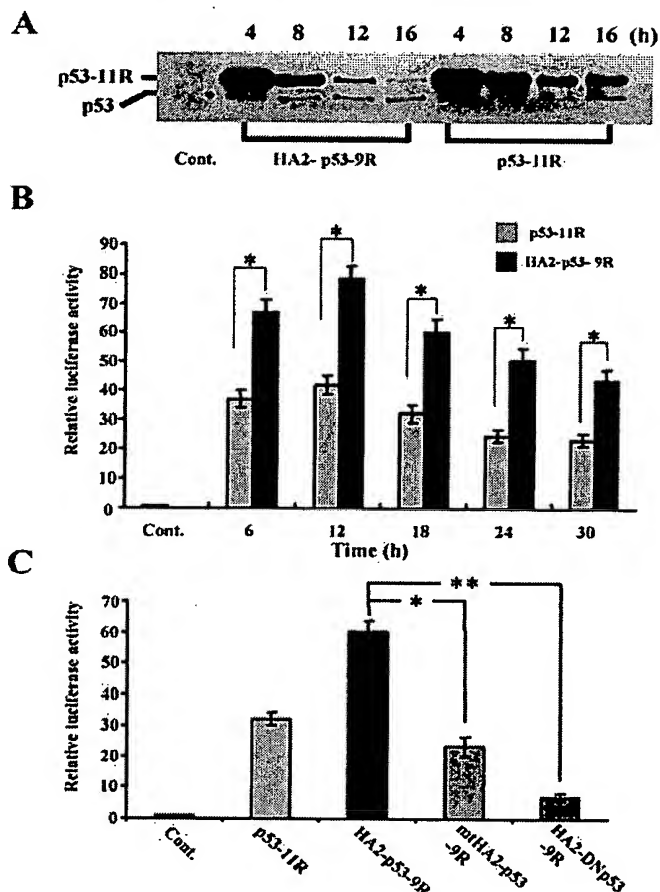 A
4 8 12 16 4 8 12 16 (h)
p53-11R
p53
Cont. HA2- p53-9R p53-11R
B
Relative luciferase activity
90
80
70
60
50
40
30
20
10
0
* * * * *
p53-11R
HA2-p53- 9R
Cont. 6 12 18 24 30
Time (h)
C
Relative luciferase activity
70
60
50
40
30
20
10
0
**
*
Cont.
p53-11R
HA2-p53-9R
mtHA2-p53
-9R
HA2-DNp53
-9R